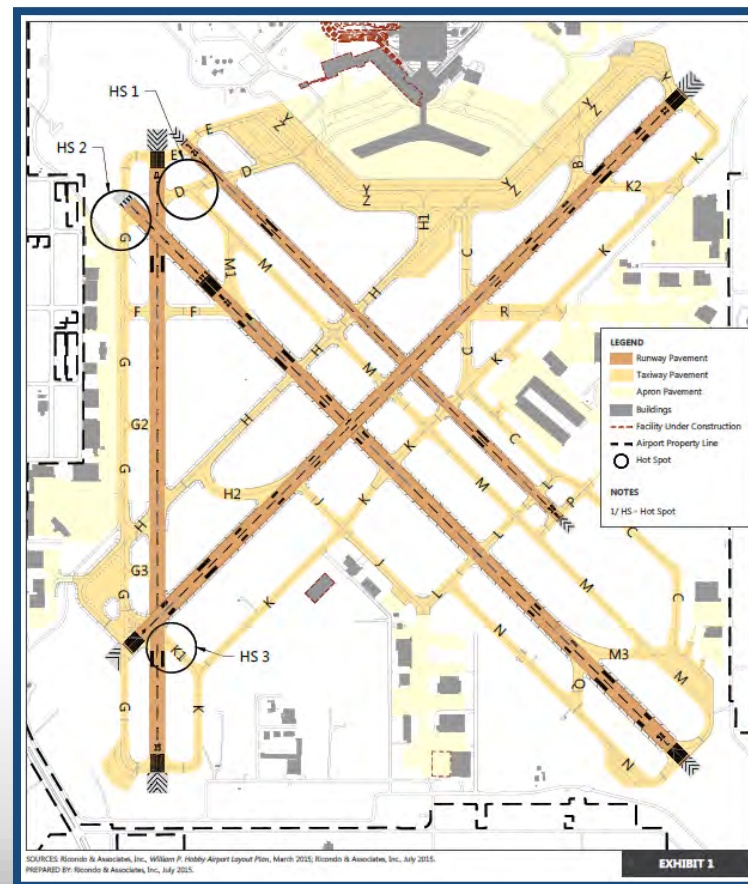 HS 1
HS 2
E
E
D
D
Y
Z
Y
Z
Y
Z
Y
B
K
K2
K
H1
C
G
M
M1
F
F
H
R
G
H
M
C
K
G2
H
K
C
G
H2
M
L
P
C
H
J
K
L
G3
J
M
G
K
L
N
C
K1
HS 3
M3
M
G
K
Q
N
LEGEND
Runway Pavement
Taxiway Pavement
Apron Pavement
Buildings
Facility Under Construction
Airport Property Line
Hot Spot
NOTES
1/ HS - Hot Spot
SOURCES: Ricondo & Associates, Inc., William P. Hobby Airport Layout Plan, March 2015; Ricondo & Associates, Inc., July 2015.
PREPARED BY: Ricondo & Associates, Inc., July 2015.
EXHIBIT 1